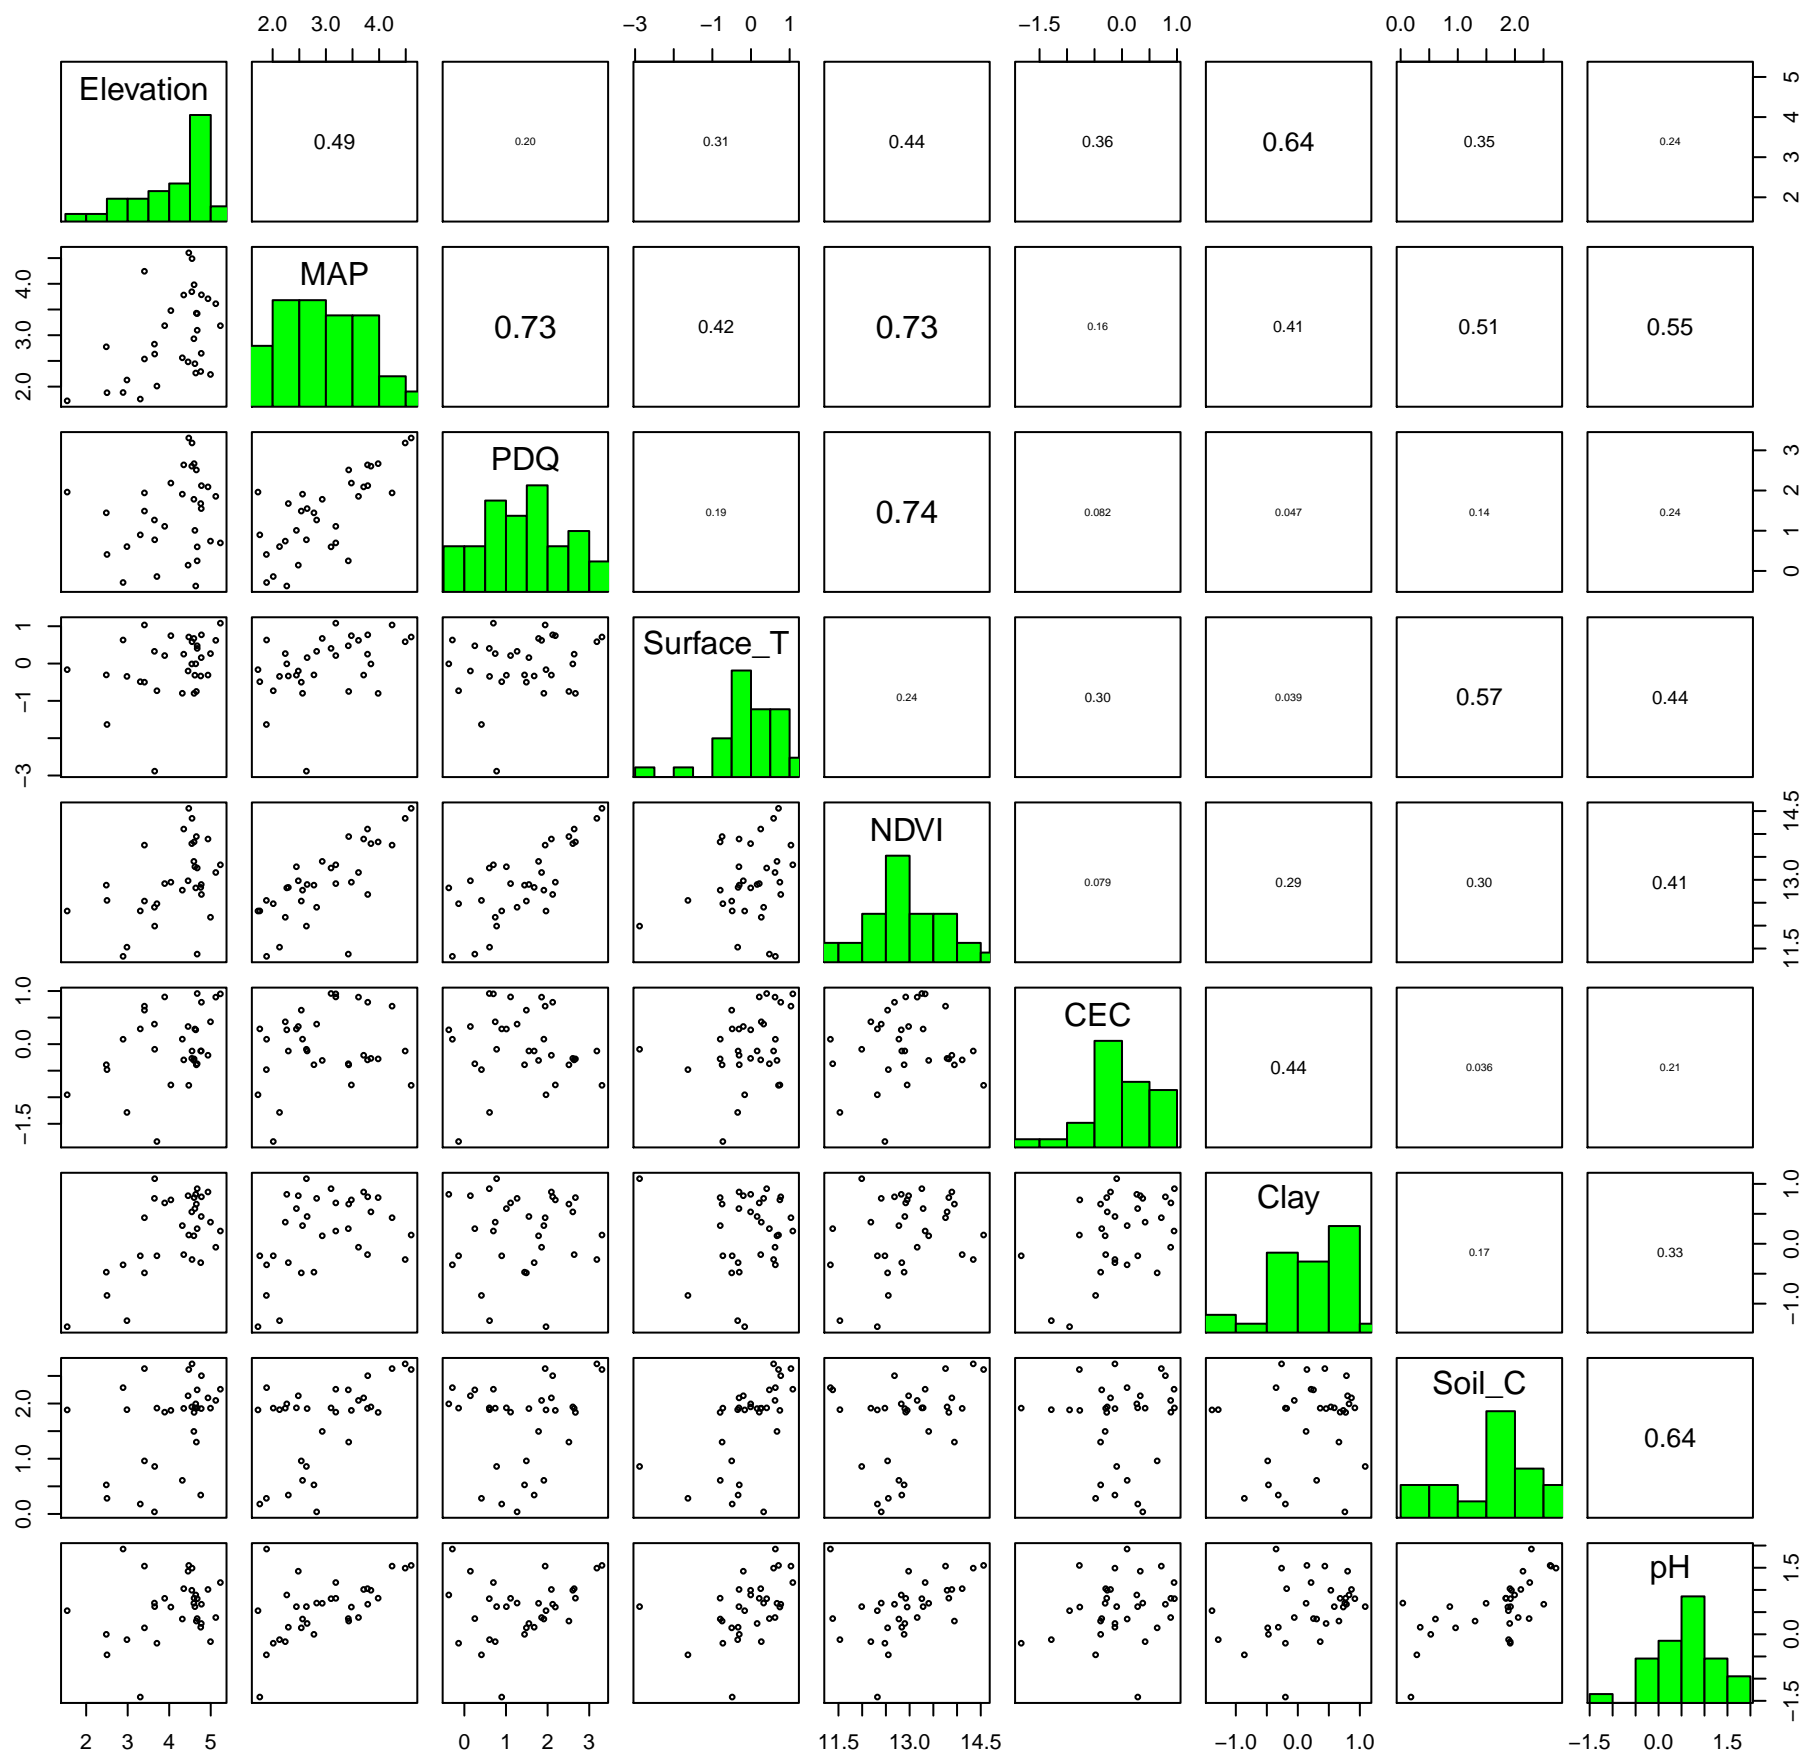 2.0 3.0 4.0 −3 −1 0 1 −1.5 0.0 1.0 0.0 1.0 2.0
Elevation 0.49 0.20 0.31 0.44 0.36 0.64 0.35 0.24 2 3 4 5
2.0 3.0 4.0 MAP 0.73 0.42 0.73 0.16 0.41 0.51 0.55
PDQ 0.19 0.74 0.082 0.047 0.14 0.24 0 1 2 3
−3 −1 0 1 Surface_T 0.24 0.30 0.039 0.57 0.44
NDVI 0.079 0.29 0.30 0.41 11.5 13.0 14.5
−1.5 0.0 1.0 CEC 0.44 0.036 0.21
Clay 0.17 0.33 −1.0 0.0 1.0
0.0 1.0 2.0 Soil_C 0.64
pH −1.5 0.0 1.5
2 3 4 5 0 1 2 3 11.5 13.0 14.5 −1.0 0.0 1.0 −1.5 0.0 1.5